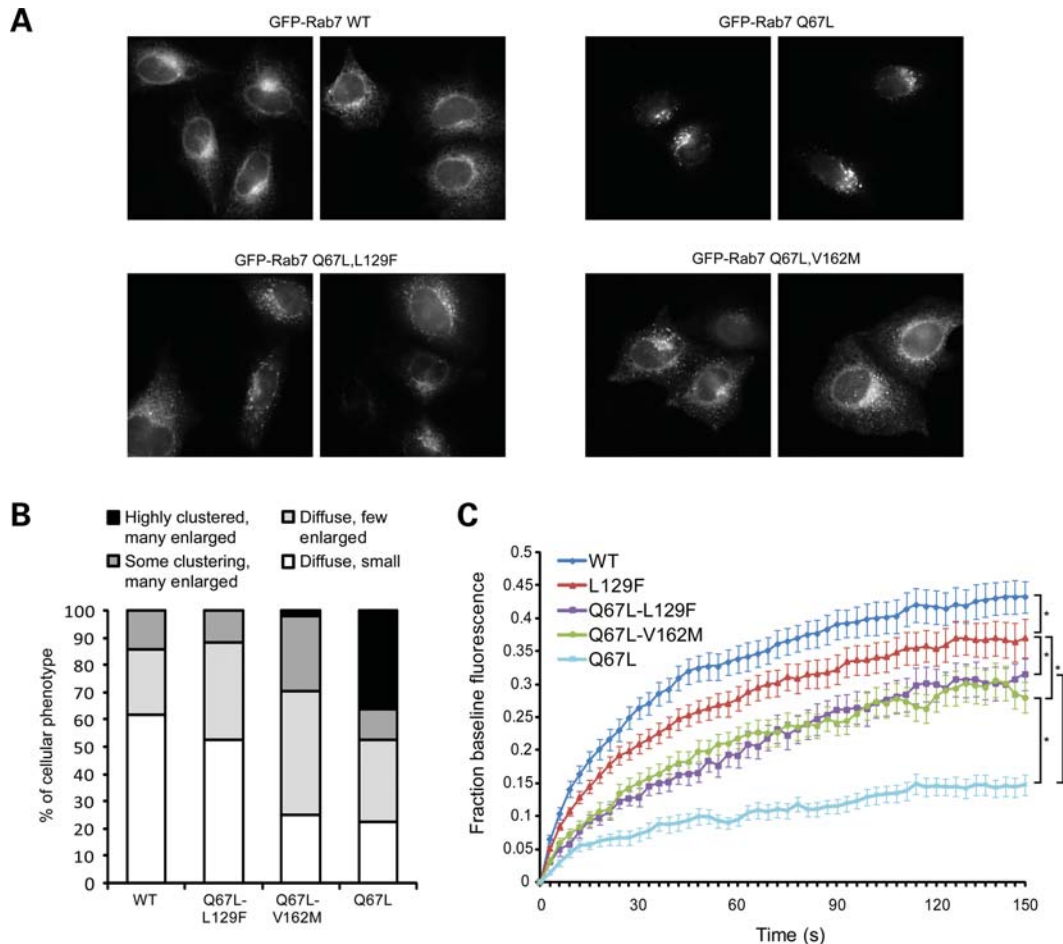 A
GFP-Rab7 WT
GFP-Rab7 Q67L
GFP-Rab7 Q67L,L129F
GFP-Rab7 Q67L,V162M
B
Highly clustered,
many enlarged
Some clustering,
many enlarged
Diffuse, few
enlarged
Diffuse, small
% of cellular phenotype
100
90
80
70
60
50
40
30
20
10
0
WT
Q67L-
L129F
Q67L-
V162M
Q67L
C
Fraction baseline fluorescence
0.5
0.45
0.4
0.35
0.3
0.25
0.2
0.15
0.1
0.05
0
WT
L129F
Q67L-L129F
Q67L-V162M
Q67L
*
*
*
*
*
0
30
60
90
120
150
Time (s)